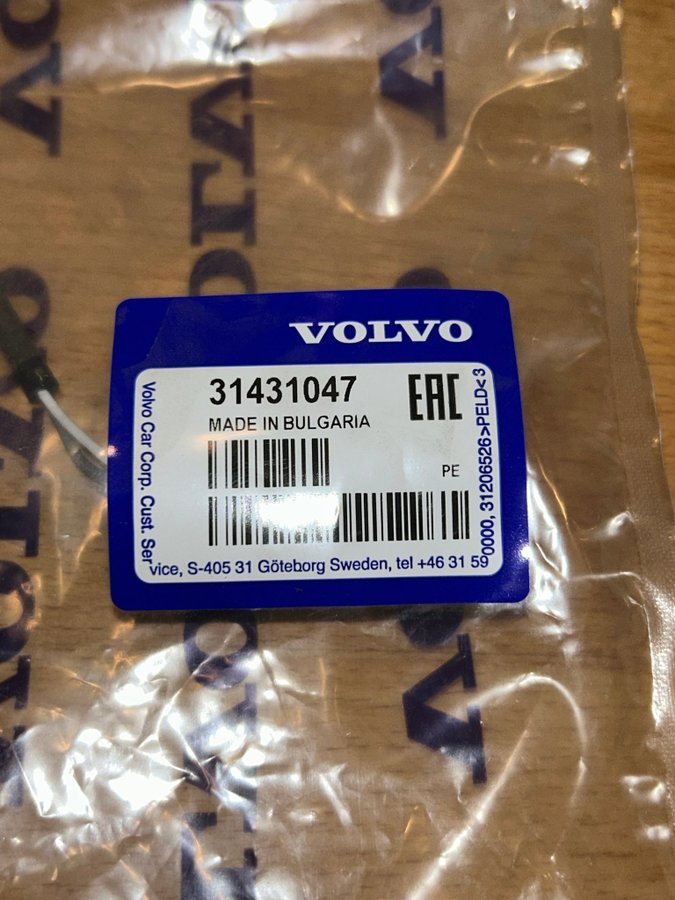 VOLVO
31431047
EAC
MADE IN BULGARIA
PE
Volvo Car Corp. Cust. Service, S-405 31 Göteborg Sweden, tel +46 31 590000, 31206526>PELD<3
VOLVO